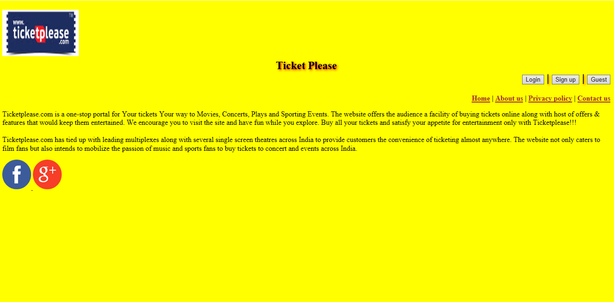 www.
ticketplease
.com
Ticket Please
Login | Sign up | Guest
Home | About us | Privacy policy | Contact us
Ticketplease.com is a one-stop portal for Your tickets Your way to Movies, Concerts, Plays and Sporting Events. The website offers the audience a facility of buying tickets online along with host of offers &
features that would keep them entertained. We encourage you to visit the site and have fun while you explore. Buy all your tickets and satisfy your appetite for entertainment only with Ticketplease!!!
Ticketplease.com has tied up with leading multiplexes along with several single screen theatres across India to provide customers the convenience of ticketing almost anywhere. The website not only caters to
film fans but also intends to mobilize the passion of music and sports fans to buy tickets to concert and events across India.
f g+